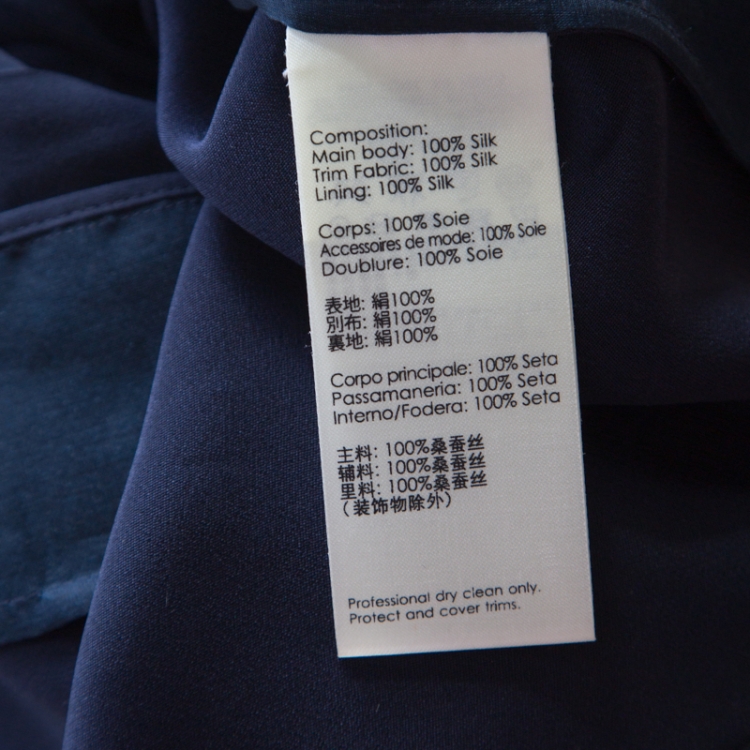 Composition:
Main body: 100% Silk
Trim Fabric: 100% Silk
Lining: 100% Silk
Corps: 100% Soie
Accessoires de mode: 100% Soie
Doublure: 100% Soie
表地: 絹100%
別布: 絹100%
裏地: 絹100%
Corpo principale: 100% Seta
Passamaneria: 100% Seta
Interno/Fodera: 100% Seta
主料: 100%桑蚕丝
辅料: 100%桑蚕丝
里料: 100%桑蚕丝
（装饰物除外）
Professional dry clean only.
Protect and cover trims.